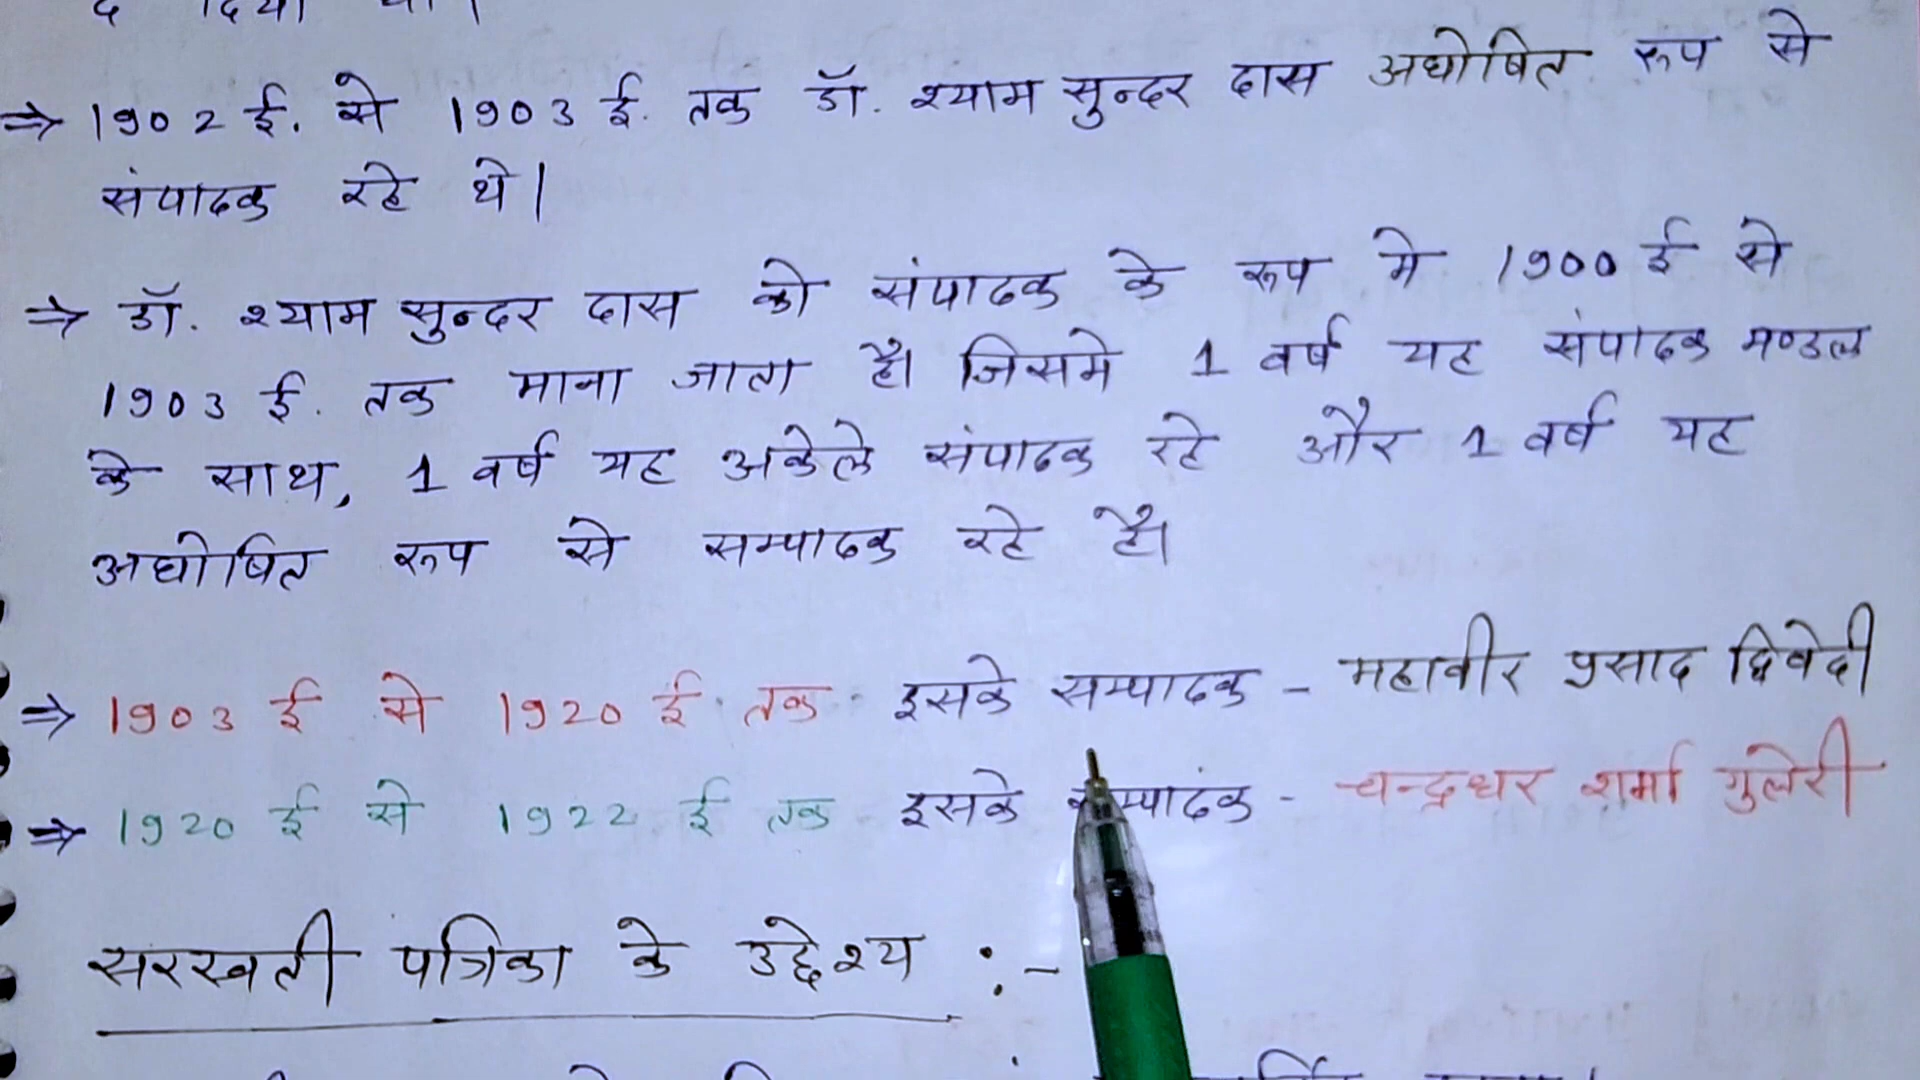 दे दिया था।
⇒ 1902 ई. से 1903 ई. तक डॉ. श्याम सुन्दर दास अघोषित रूप से
संपादक रहे थे।
⇒ डॉ. श्याम सुन्दर दास को संपादक के रूप मे 1900 ई से
1903 ई. तक माना जाता है। जिसमे 1 वर्ष यह संपादक मण्डल
के साथ, 1 वर्ष यह अकेले संपादक रहे और 1 वर्ष यह
अघोषित रूप से सम्पादक रहे है।
⇒ 1903 ई से 1920 ई. तक इसके सम्पादक - महावीर प्रसाद द्विवेदी
⇒ 1920 ई से 1922 ई तक इसके सम्पादक - चन्द्रधर शर्मा गुलेरी
सरस्वती पत्रिका के उद्देश्य :-